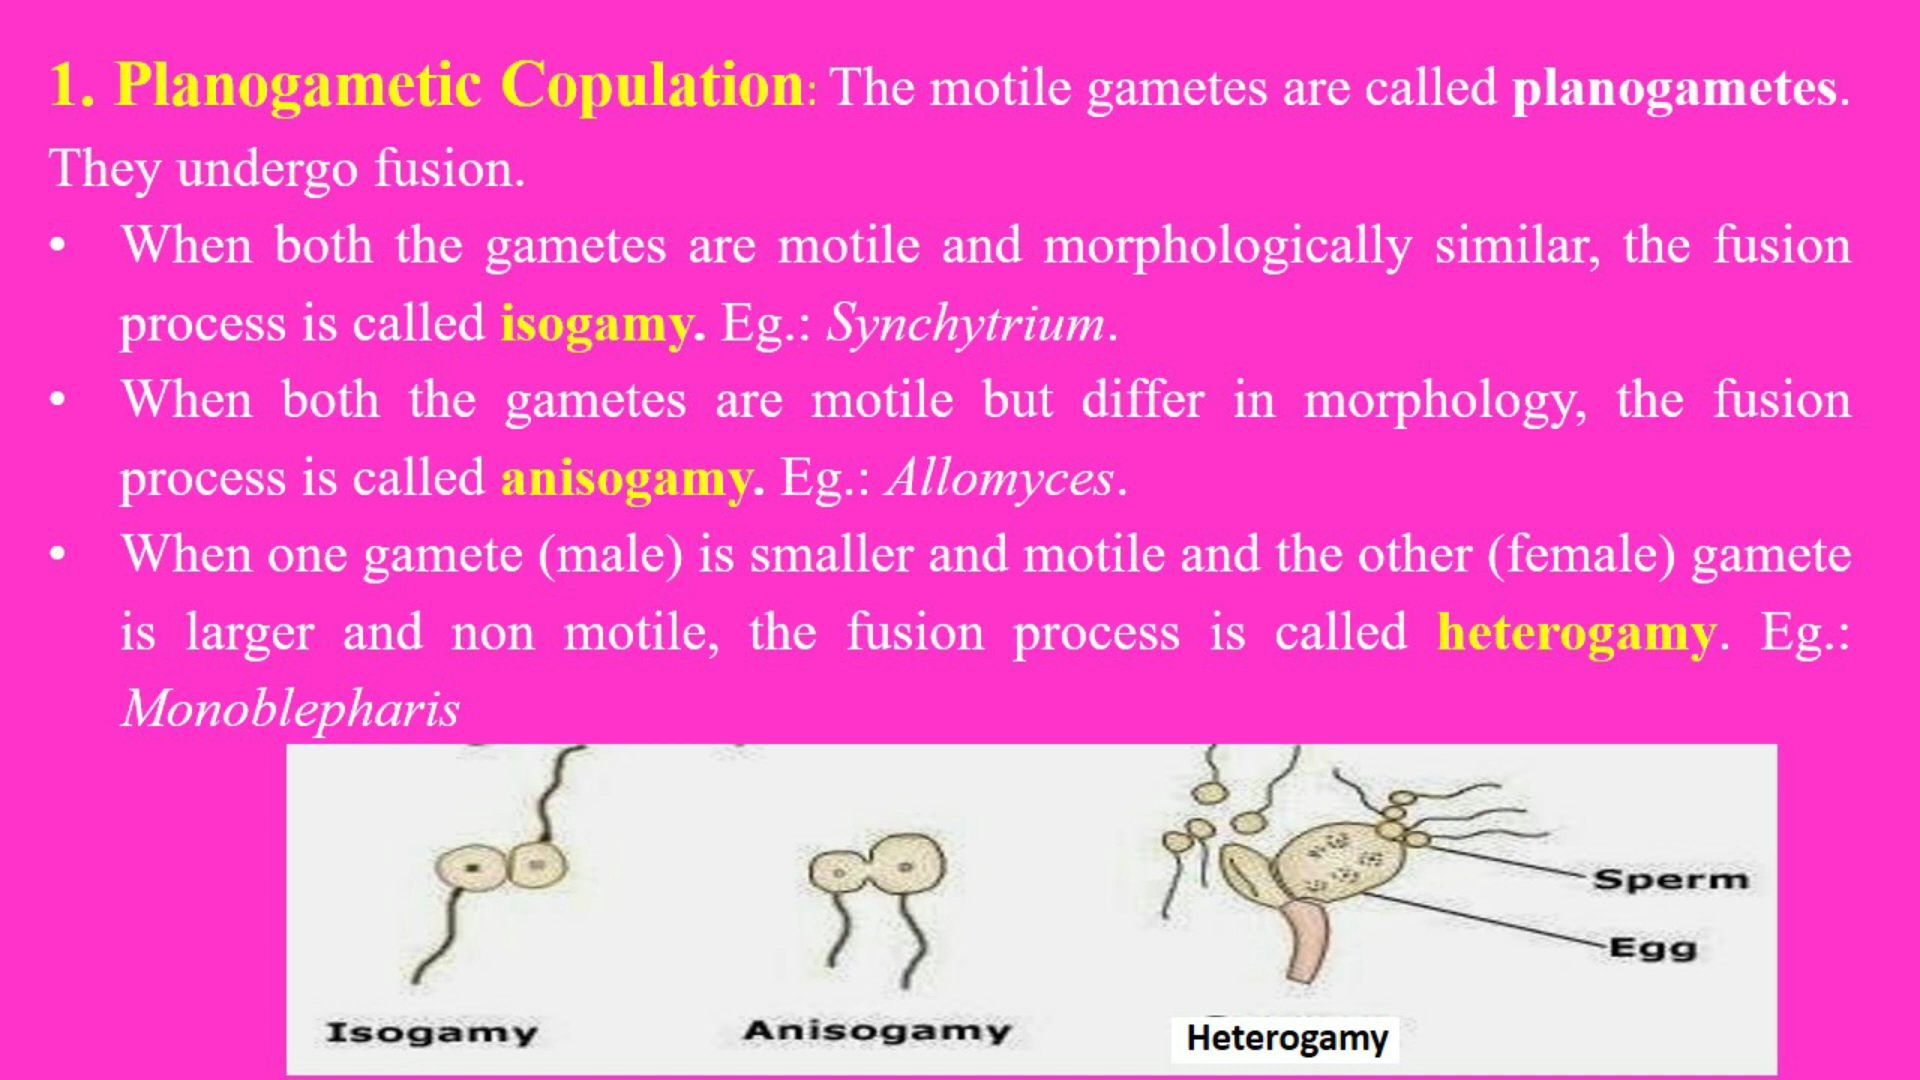 1. Planogametic Copulation: The motile gametes are called planogametes.
They undergo fusion.
• When both the gametes are motile and morphologically similar, the fusion
process is called isogamy. Eg.: Synchytrium.
• When both the gametes are motile but differ in morphology, the fusion
process is called anisogamy. Eg.: Allomyces.
• When one gamete (male) is smaller and motile and the other (female) gamete
is larger and non motile, the fusion process is called heterogamy. Eg.:
Monoblepharis
Sperm
Egg
Isogamy
Anisogamy
Heterogamy